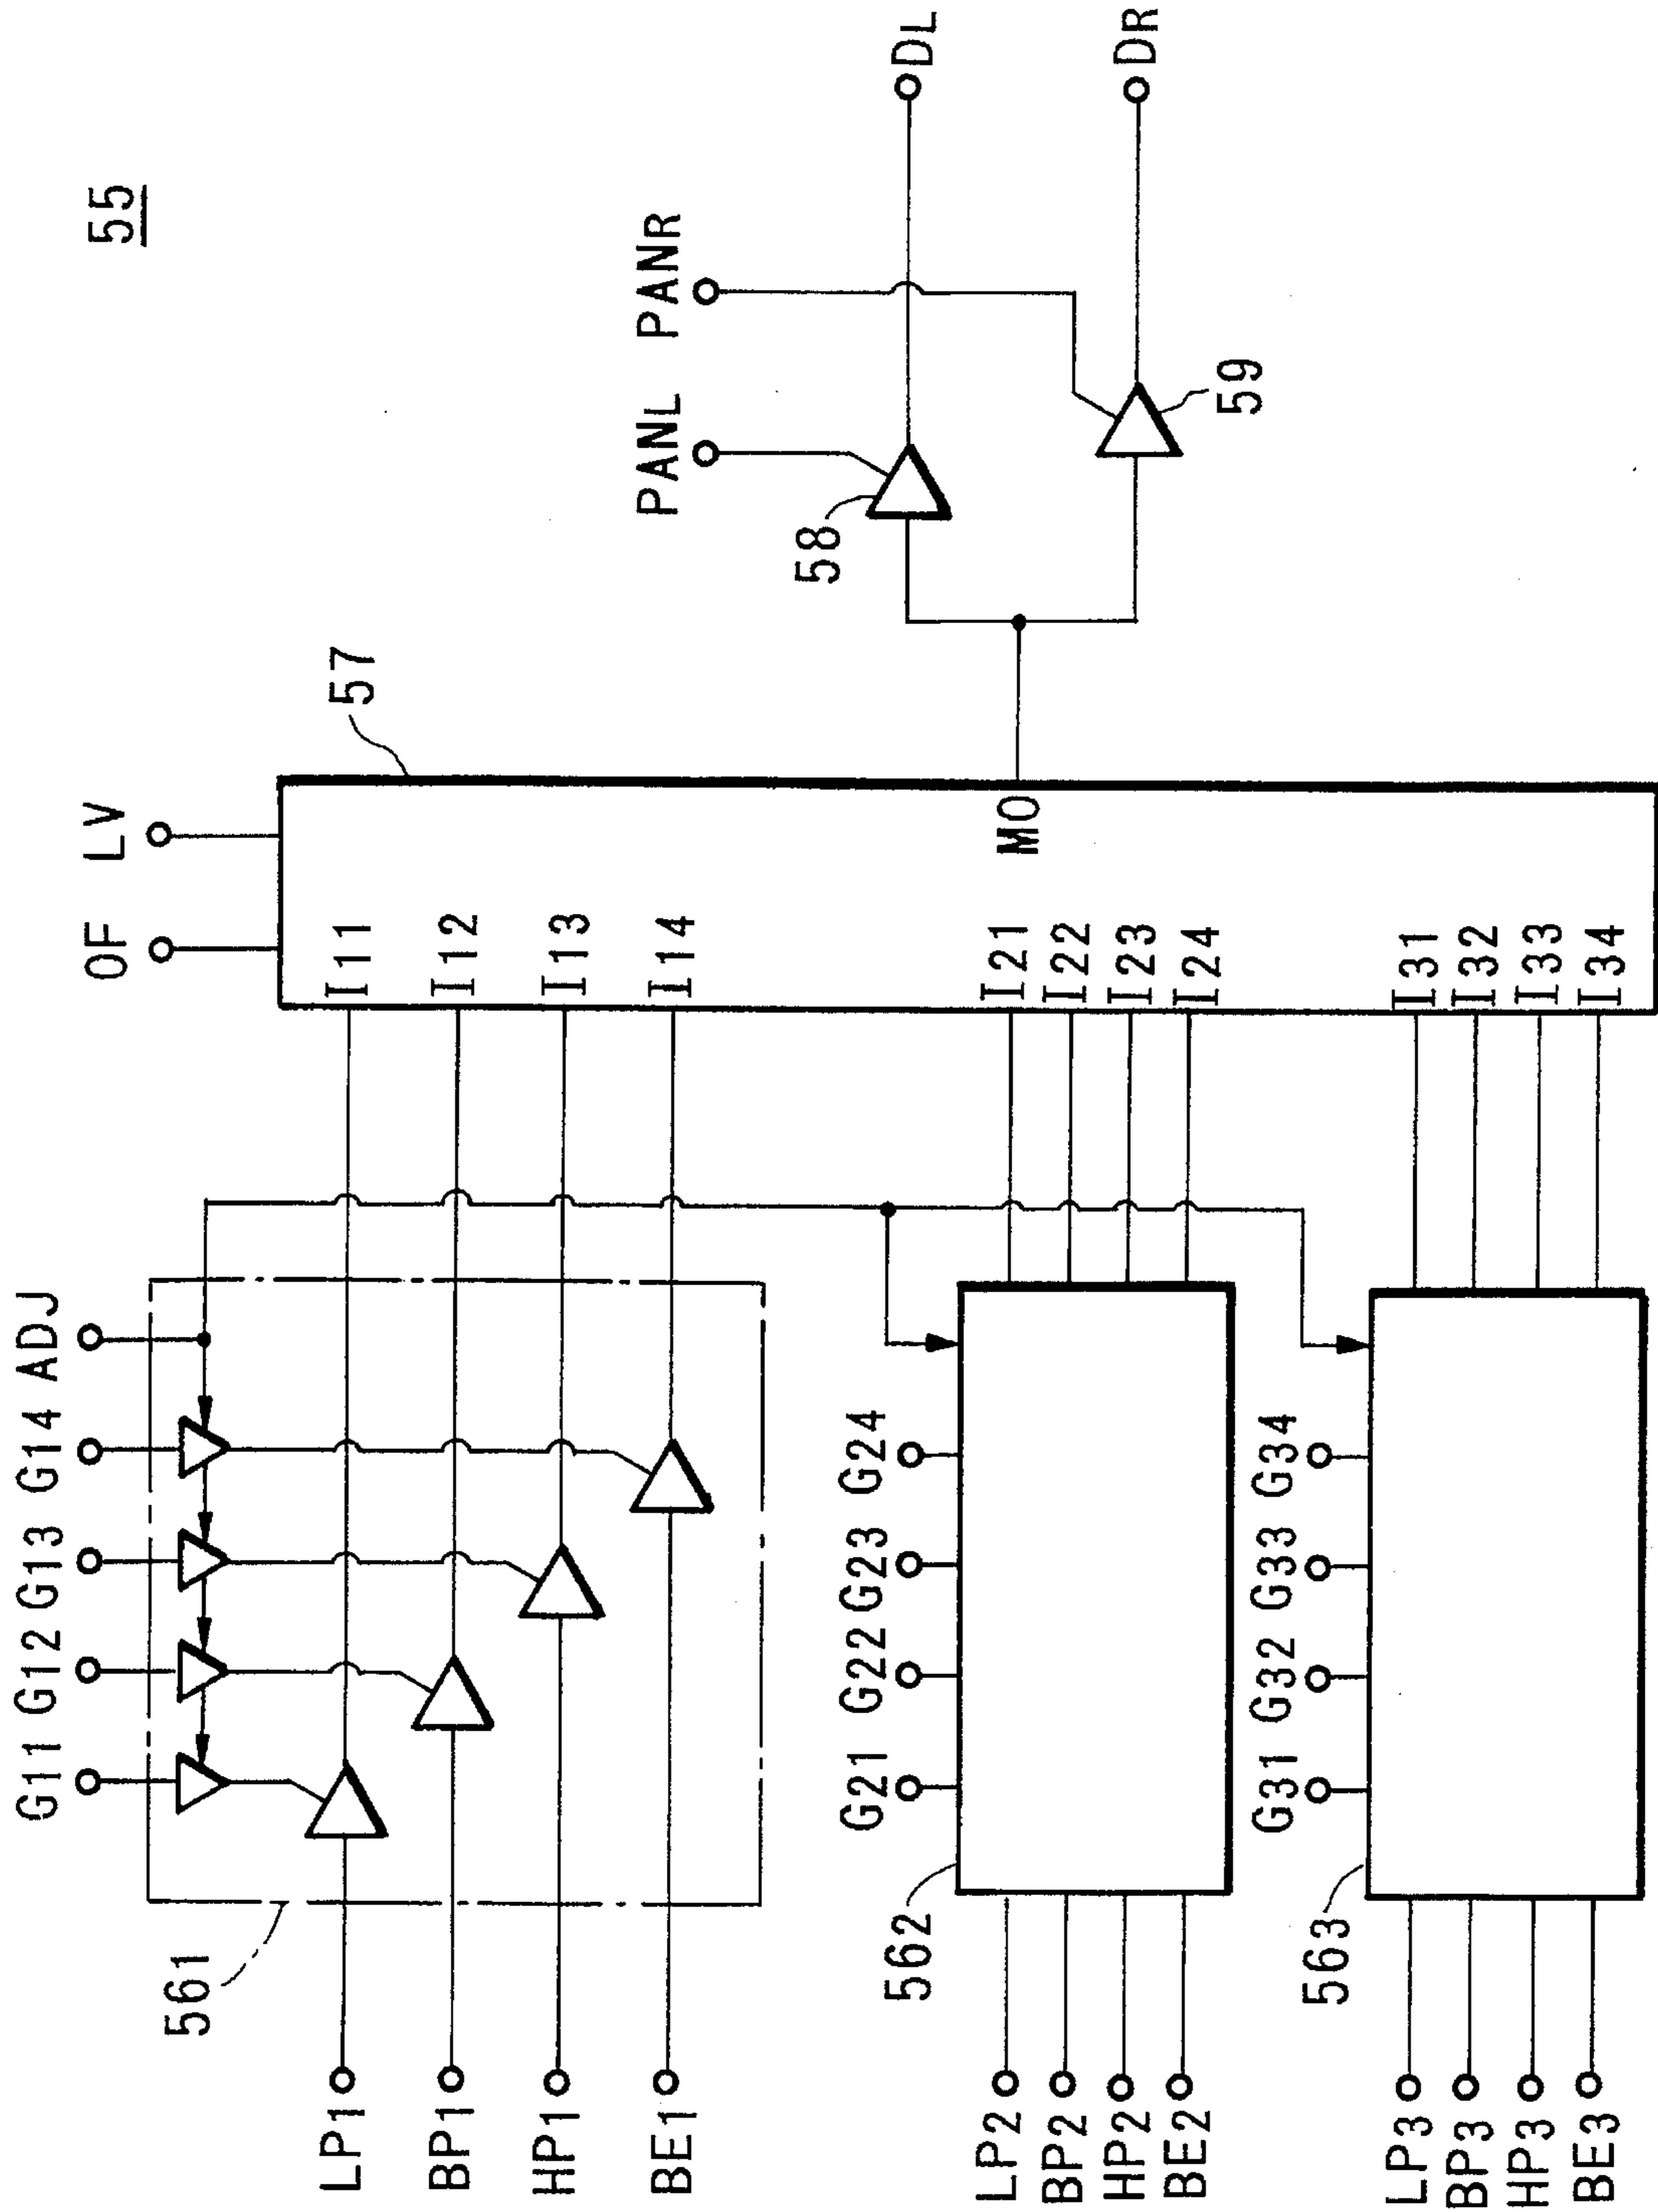 55
G11 G12 G13 G14 ADJ
OF LV
561
57
LP1
BP1
HP1
BE1
I11
I12
I13
I14
PANL PANR
58
59
DL
DR
MO
G21 G22 G23 G24
562
LP2
BP2
HP2
BE2
I21
I22
I23
I24
G31 G32 G33 G34
563
LP3
BP3
HP3
BE3
I31
I32
I33
I34